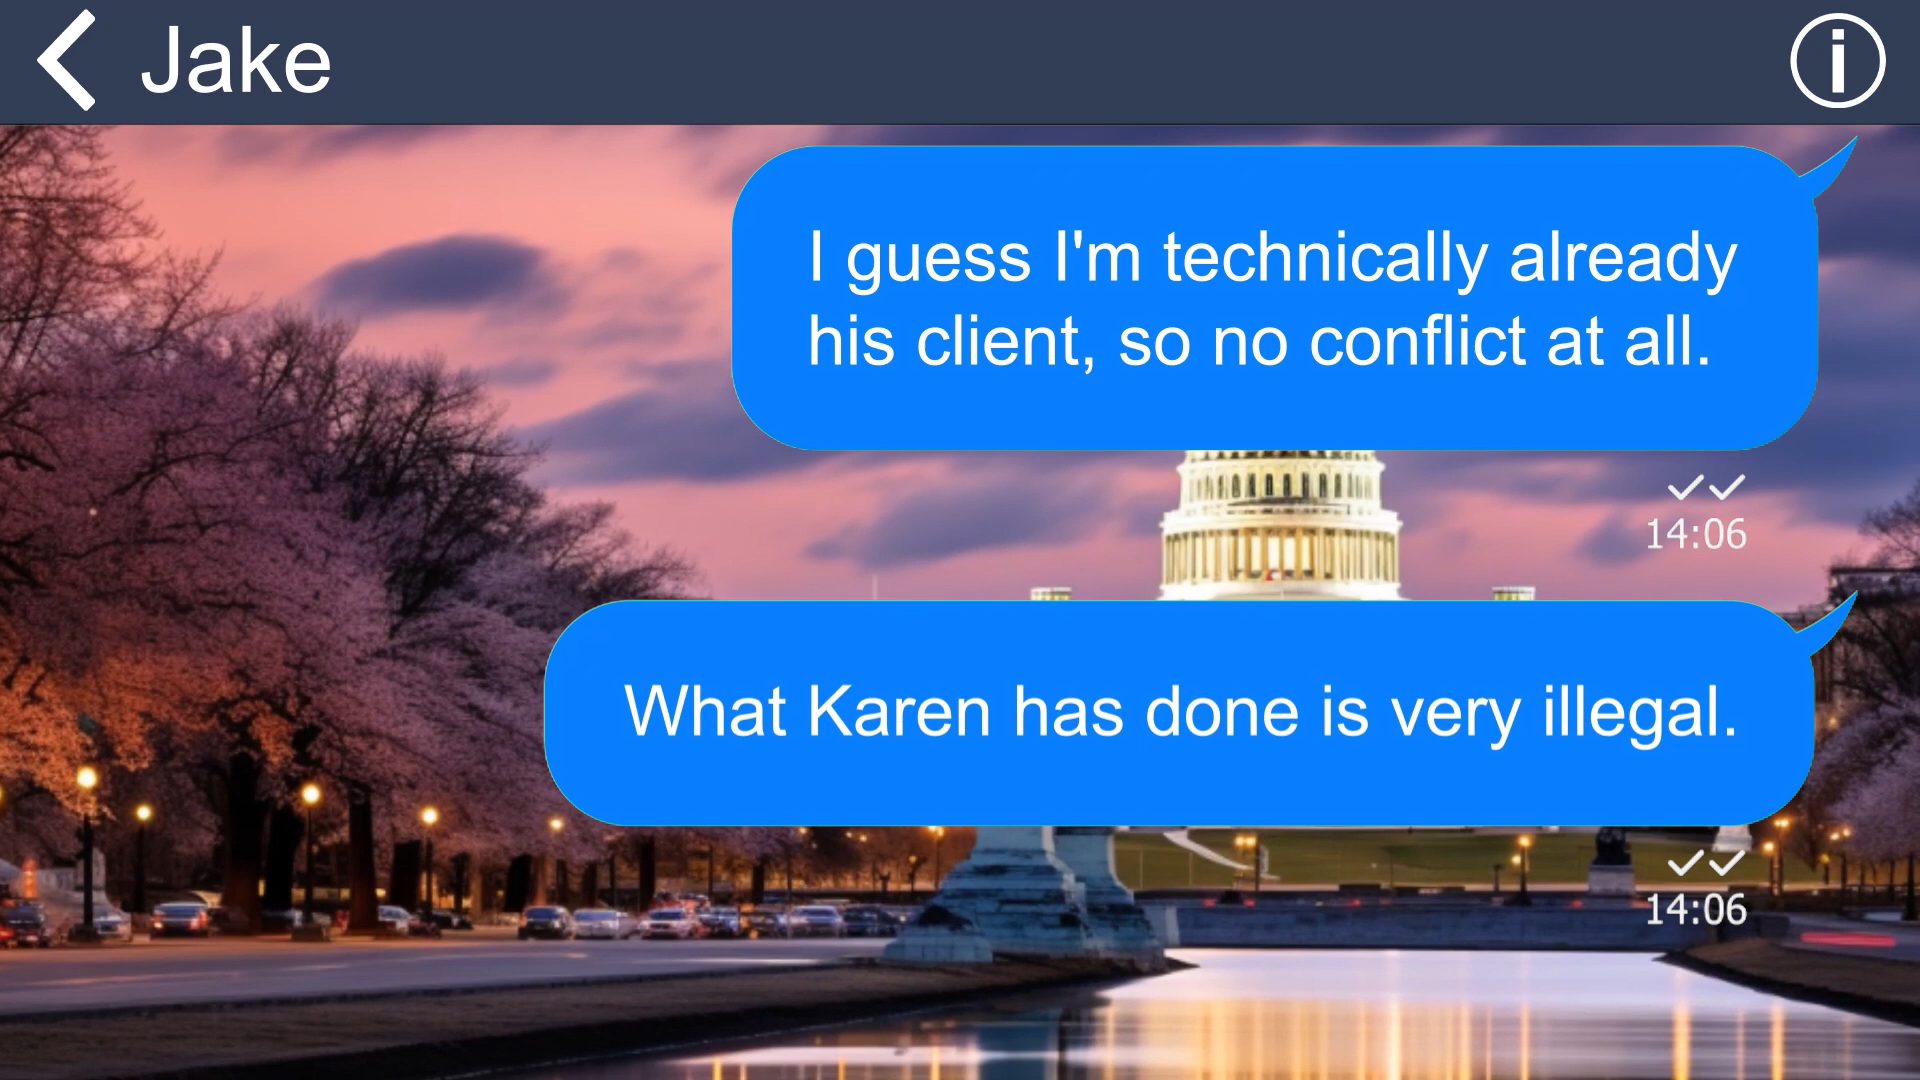 Jake
I guess I'm technically already
his client, so no conflict at all.
14:06
What Karen has done is very illegal.
14:06